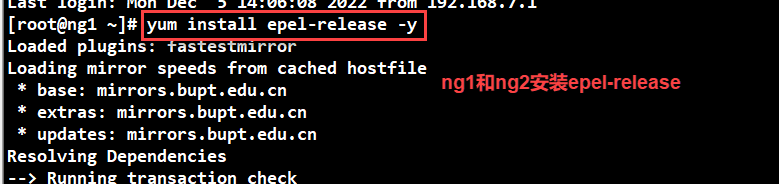 Last login: Mon Dec  5 14:06:08 2022 from 192.168.7.1
[root@ng1 ~]# yum install epel-release -y
Loaded plugins: fastestmirror
Loading mirror speeds from cached hostfile
ng1和ng2安装epel-release
 * base: mirrors.bupt.edu.cn
 * extras: mirrors.bupt.edu.cn
 * updates: mirrors.bupt.edu.cn
Resolving Dependencies
--> Running transaction check